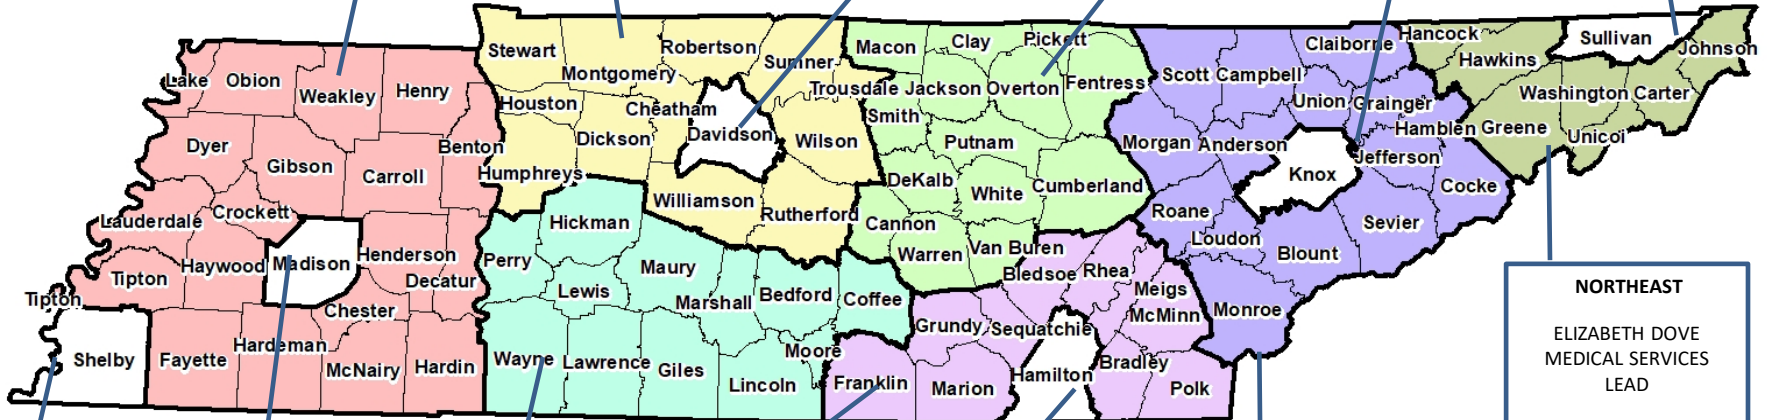 Stewart
Robertson
Montgomery
Sumner
Macon
Clay
Pickett
Claiborne
Hancock
Sullivan
Johnson
Hawkins
Lake
Obion
Weakley
Henry
Houston
Cheatham
Trousdale
Jackson
Overton
Fentress
Scott
Campbell
Union
Grainger
Washington
Carter
Smith
Dyer
Gibson
Carroll
Benton
Dickson
Davidson
Wilson
Putnam
Morgan
Anderson
Hamblen
Greene
Unicoi
Jefferson
Humphreys
DeKalb
White
Cumberland
Knox
Cocke
Lauderdale
Crockett
Hickman
Williamson
Rutherford
Cannon
Roane
Sevier
Tipton
Haywood
Madison
Henderson
Decatur
Perry
Lewis
Maury
Marshall
Bedford
Coffee
Warren
Van Buren
Bledsoe
Rhea
Meigs
McMinn
Loudon
Blount
Monroe
Tipton
Chester
Shelby
Fayette
Hardeman
McNairy
Hardin
Wayne
Lawrence
Giles
Moore
Lincoln
Grundy
Sequatchie
Franklin
Marion
Hamilton
Bradley
Polk
NORTHEAST
ELIZABETH DOVE
MEDICAL SERVICES
LEAD